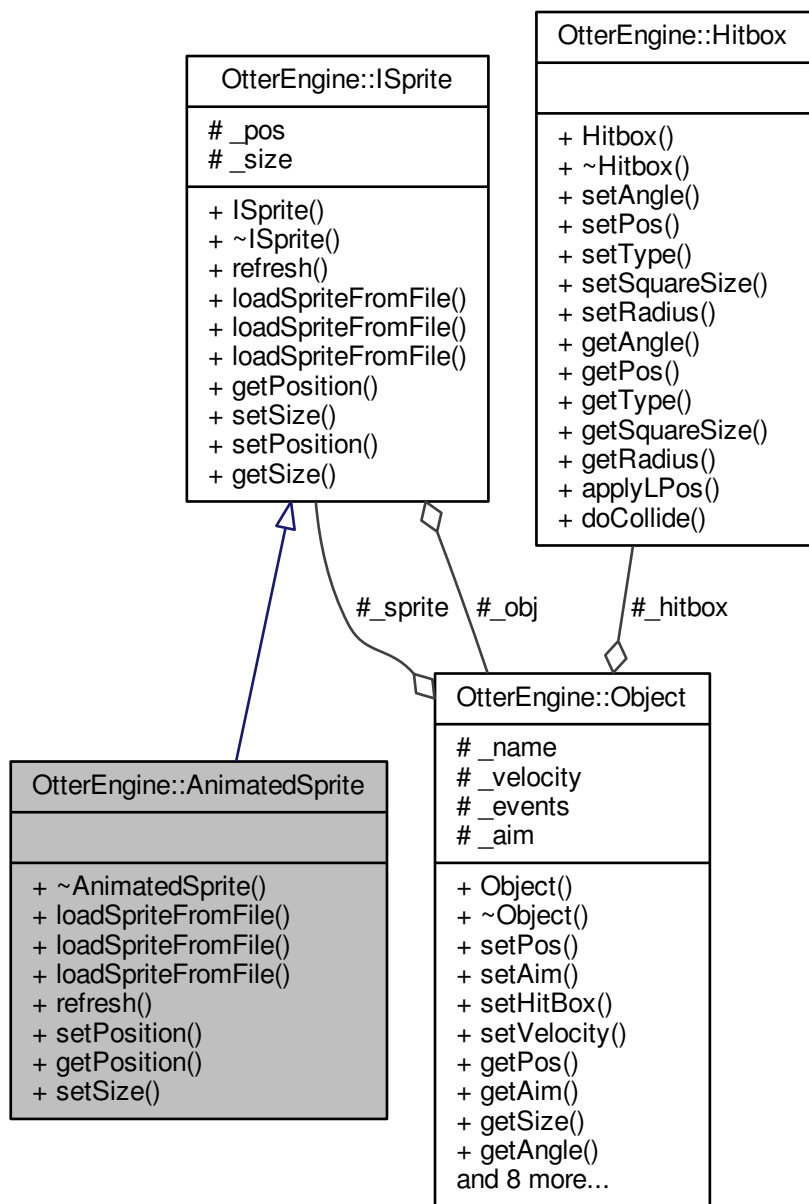 OtterEngine::Hitbox
+ Hitbox()
+ ~Hitbox()
+ setAngle()
+ setPos()
+ setType()
+ setSquareSize()
+ setRadius()
+ getAngle()
+ getPos()
+ getType()
+ getSquareSize()
+ getRadius()
+ applyLPos()
+ doCollide()
OtterEngine::ISprite
# _pos
# _size
+ ISprite()
+ ~ISprite()
+ refresh()
+ loadSpriteFromFile()
+ loadSpriteFromFile()
+ loadSpriteFromFile()
+ getPosition()
+ setSize()
+ setPosition()
+ getSize()
#_sprite
#_obj
#_hitbox
OtterEngine::Object
# _name
# _velocity
# _events
# _aim
+ Object()
+ ~Object()
+ setPos()
+ setAim()
+ setHitBox()
+ setVelocity()
+ getPos()
+ getAim()
+ getSize()
+ getAngle()
and 8 more...
OtterEngine::AnimatedSprite
+ ~AnimatedSprite()
+ loadSpriteFromFile()
+ loadSpriteFromFile()
+ loadSpriteFromFile()
+ refresh()
+ setPosition()
+ getPosition()
+ setSize()